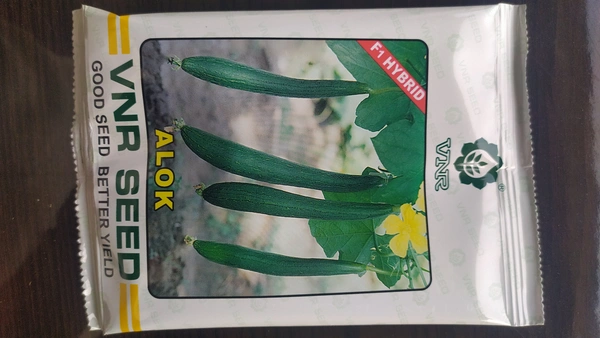 VNR
F1 HYBRID
ALOK
VNR SEED
GOOD SEED BETTER YIELD